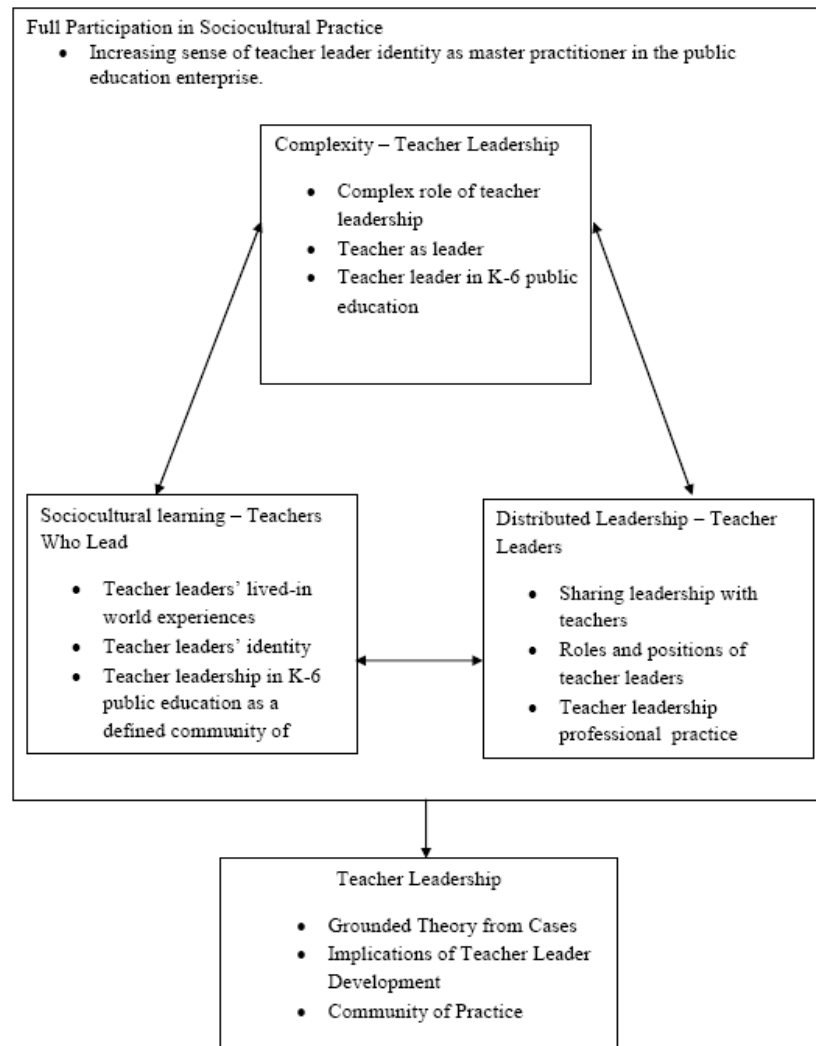 Full Participation in Sociocultural Practice
• Increasing sense of teacher leader identity as master practitioner in the public
education enterprise.
Complexity – Teacher Leadership
• Complex role of teacher
leadership
• Teacher as leader
• Teacher leader in K-6 public
education
Sociocultural learning – Teachers
Who Lead
• Teacher leaders’ lived-in
world experiences
• Teacher leaders’ identity
• Teacher leadership in K-6
public education as a
defined community of
Distributed Leadership – Teacher
Leaders
• Sharing leadership with
teachers
• Roles and positions of
teacher leaders
• Teacher leadership
professional practice
Teacher Leadership
• Grounded Theory from Cases
• Implications of Teacher Leader
Development
• Community of Practice